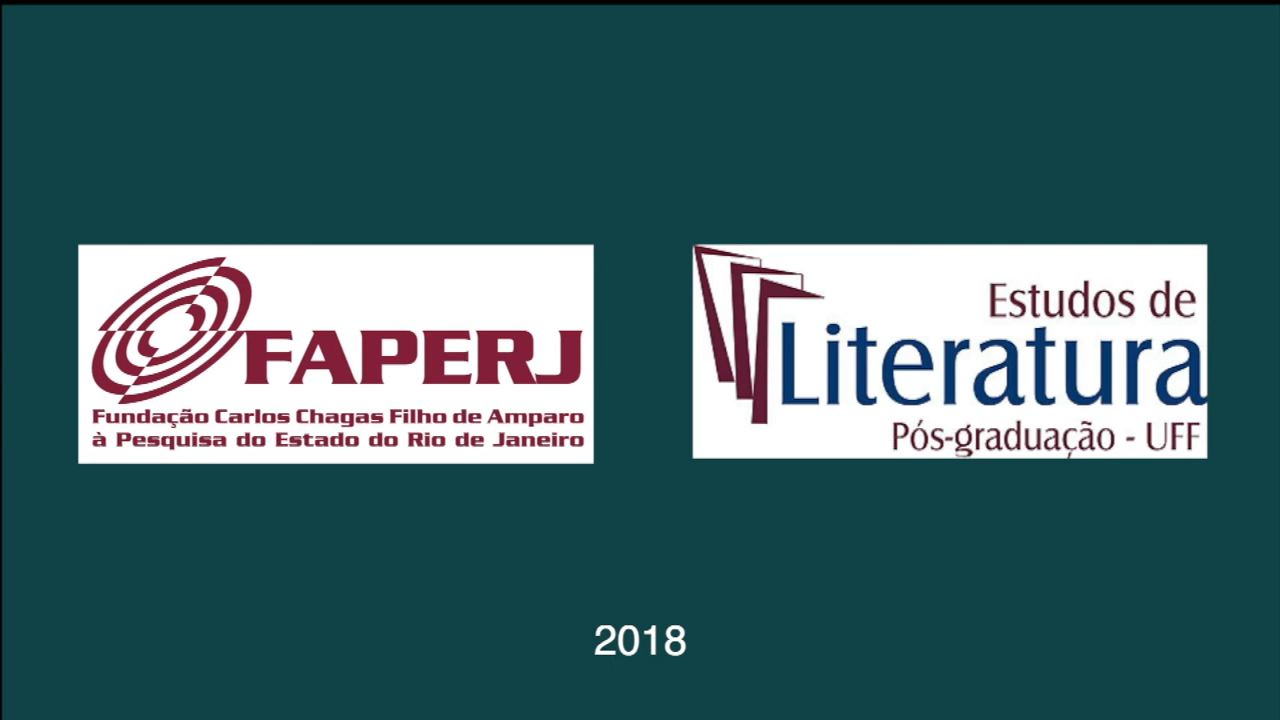 FAPERJ
Fundação Carlos Chagas Filho de Amparo
à Pesquisa do Estado do Rio de Janeiro
Estudos de
Literatura
Pós-graduação - UFF
2018